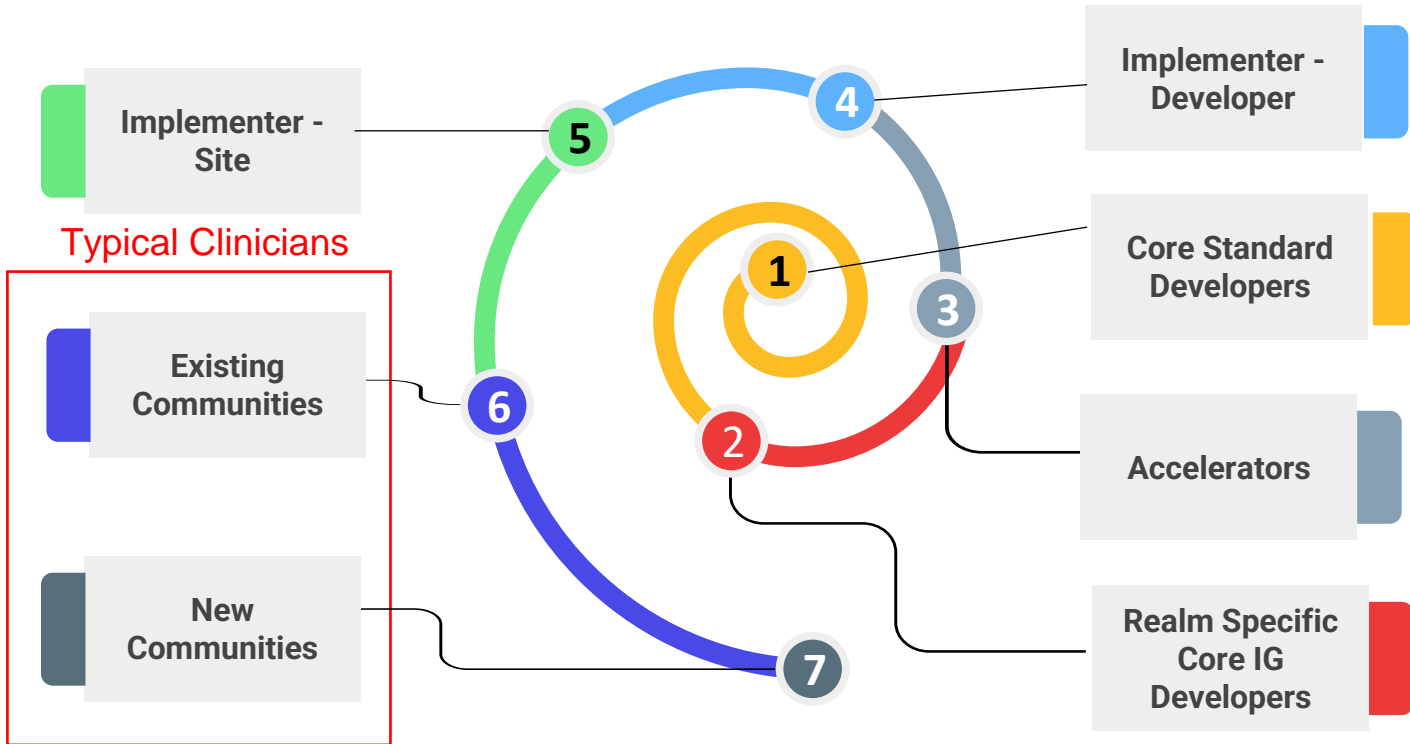 Implementer -
Site
Typical Clinicians
Existing
Communities
New
Communities
5
4
1
3
6
2
7
Implementer -
Developer
Core Standard
Developers
Accelerators
Realm Specific
Core IG
Developers